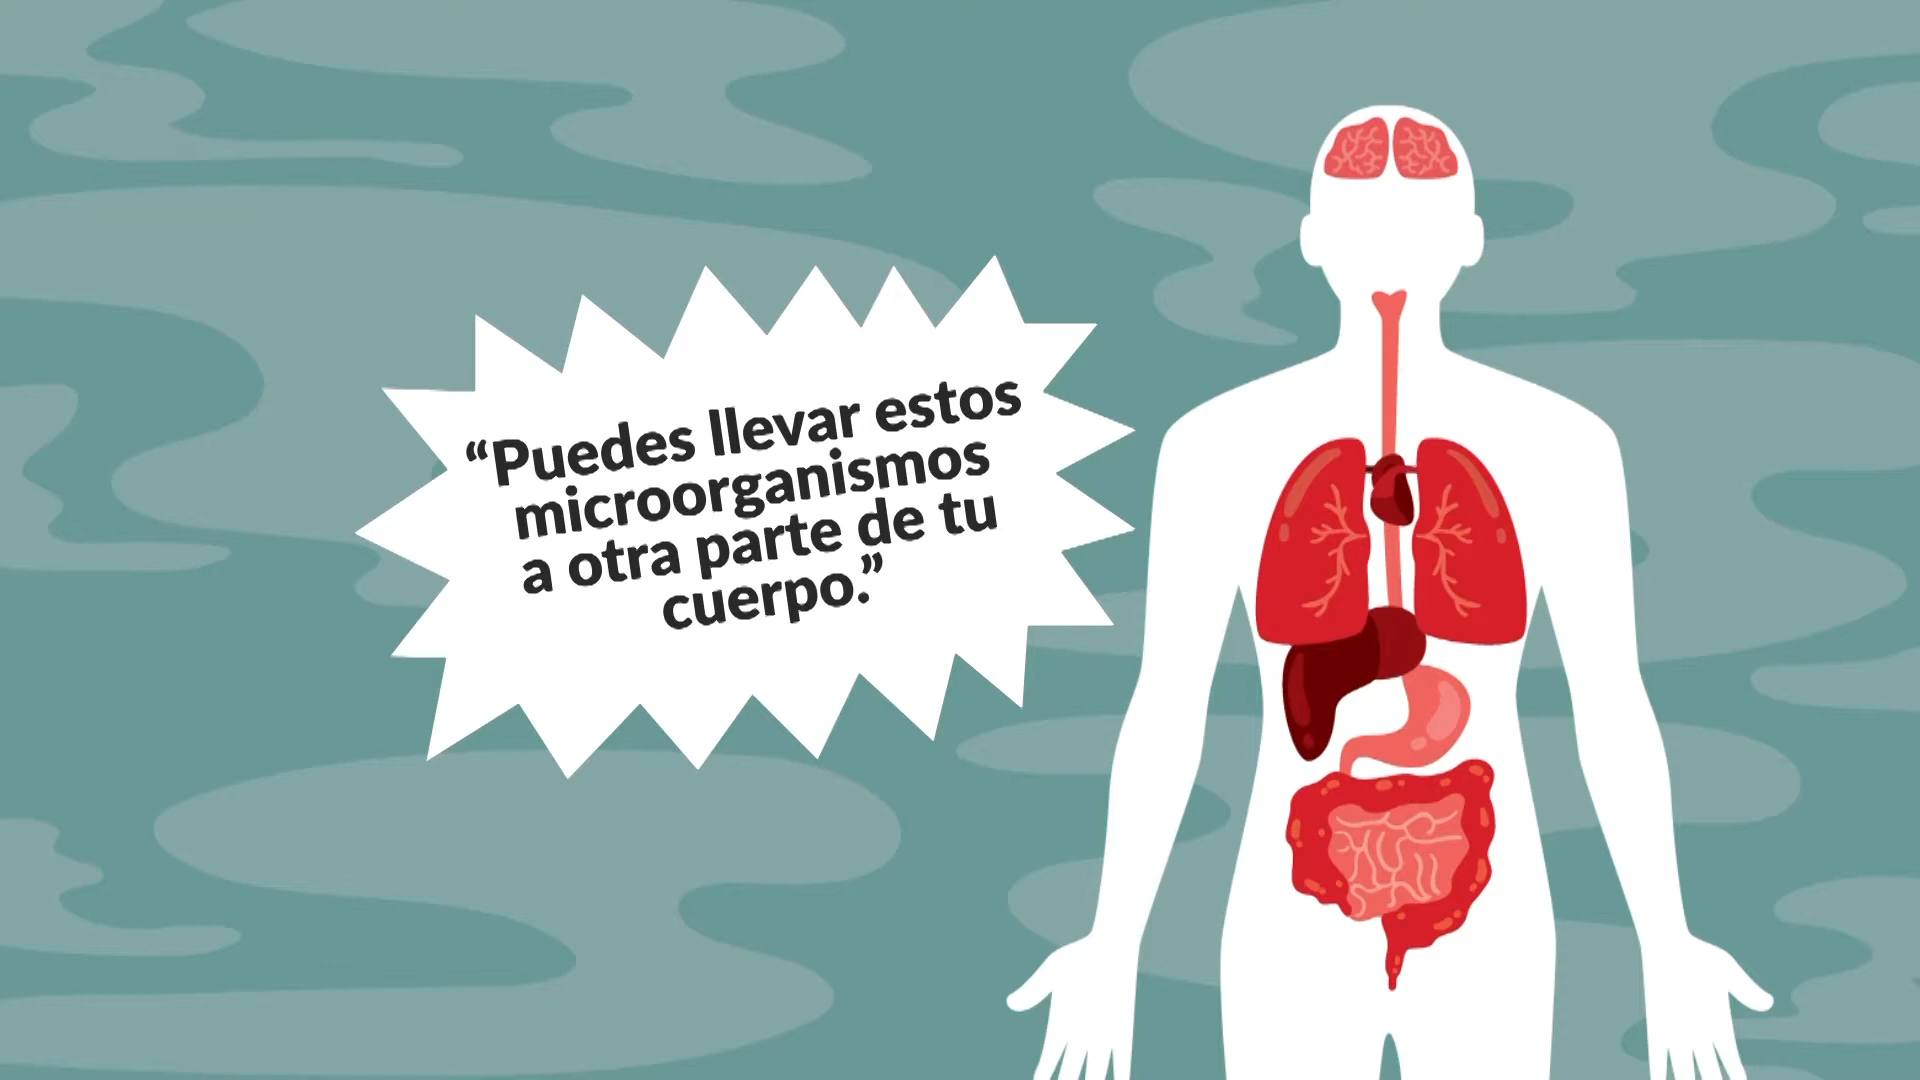 “Puedes llevar estos
microorganismos
a otra parte de tu
cuerpo.”